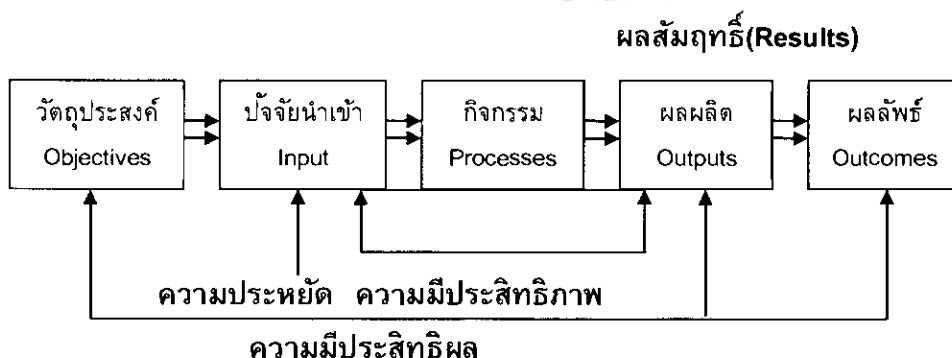 ผลสัมฤทธิ์(Results)
วัตถุประสงค์
Objectives
ปัจจัยนำเข้า
Input
กิจกรรม
Processes
ผลผลิต
Outputs
ผลลัพธ์
Outcomes
ความประหยัด ความมีประสิทธิภาพ
ความมีประสิทธิผล